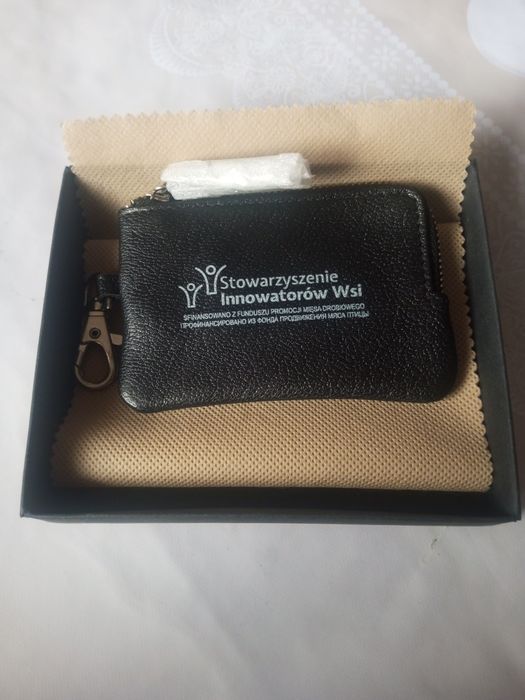 Stowarzyszenie
Innowatorów Wsi
SFINANSOWANO Z FUNDUSZU PROMOCJI MIĘSA DROBIOWEGO
ПРОФИНАНСИРОВАНО ИЗ ФОНДА ПРОДВИЖЕНИЯ МЯСА ПТИЦЫ